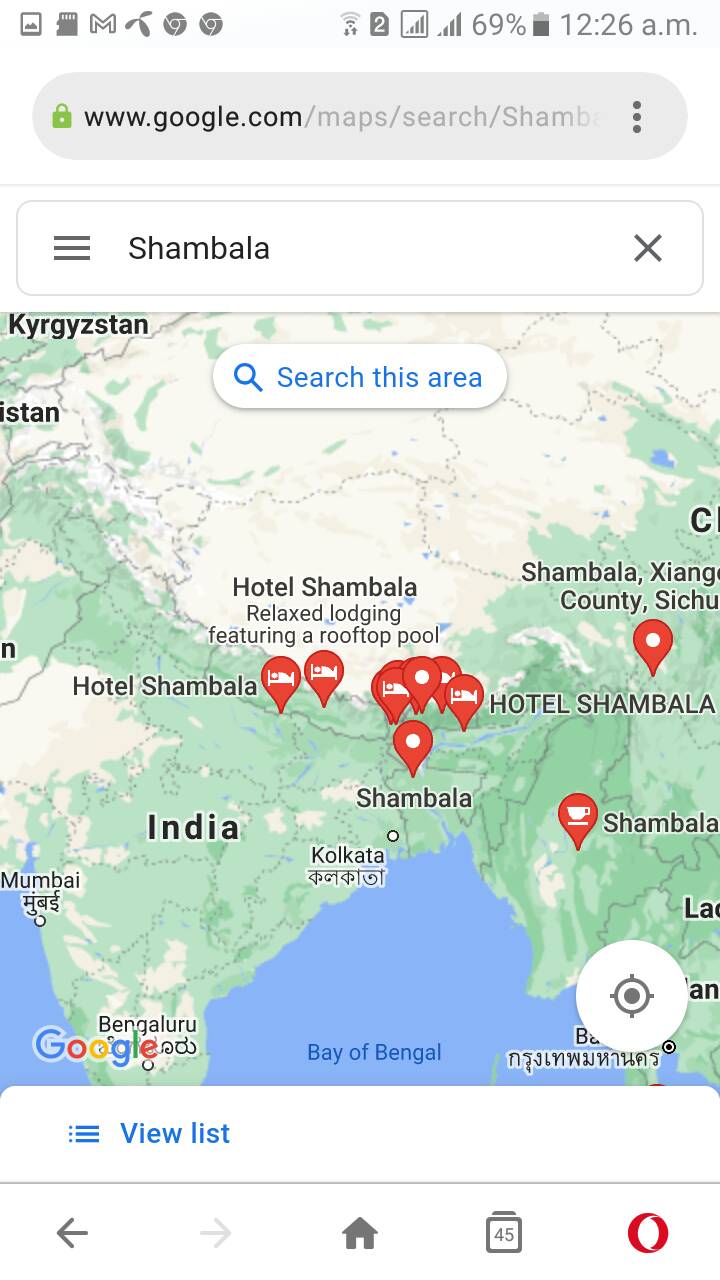 2 69% 12:26 a.m.
www.google.com/maps/search/Shamba
Shambala
Kyrgyzstan
Search this area
istan
Cl
Hotel Shambala
Relaxed lodging
featuring a rooftop pool
Shambala, Xiang
County, Sichu
n
Hotel Shambala
HOTEL SHAMBALA
Shambala
India
Shambala
Kolkata
কলকাতা
Mumbai
मुंबई
Lao
lan
Bengaluru
Google
Bay of Bengal
Ba
กรุงเทพมหานคร
View list
45